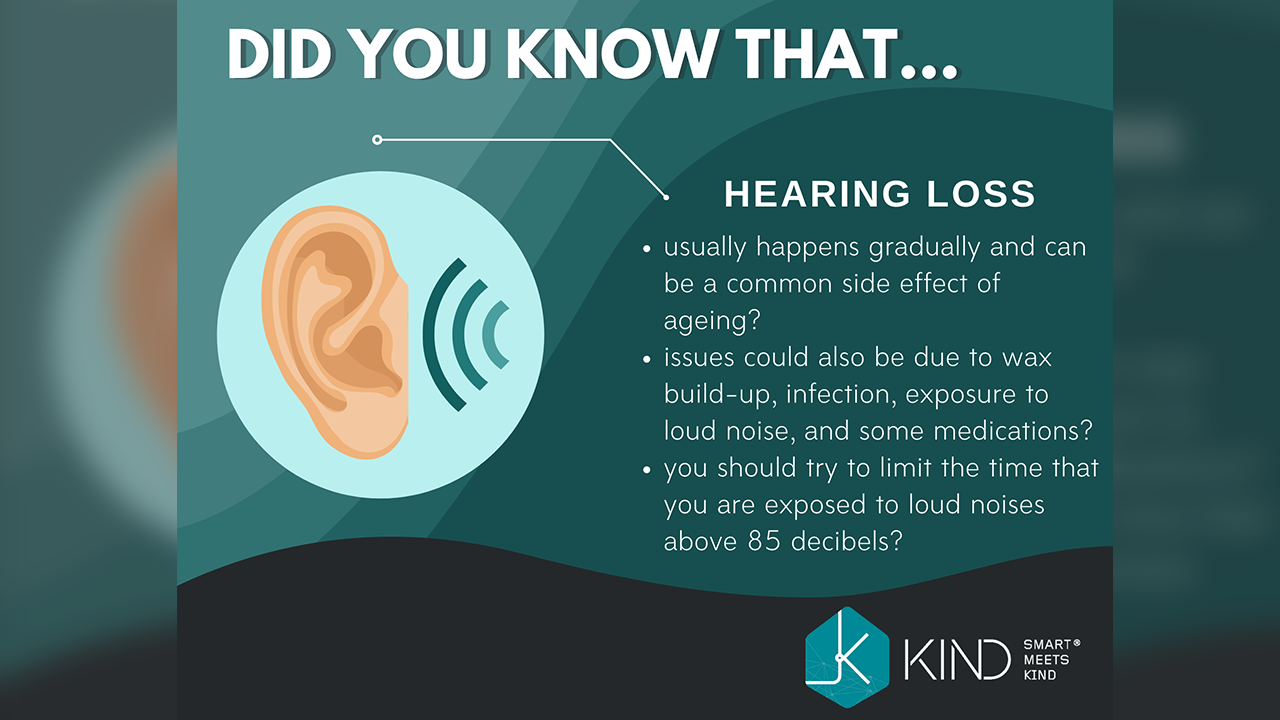 DID YOU KNOW THAT...
HEARING LOSS
• usually happens gradually and can
be a common side effect of
ageing?
• issues could also be due to wax
build-up, infection, exposure to
loud noise, and some medications?
• you should try to limit the time that
you are exposed to loud noises
above 85 decibels?
KIND
SMART®
MEETS
KIND